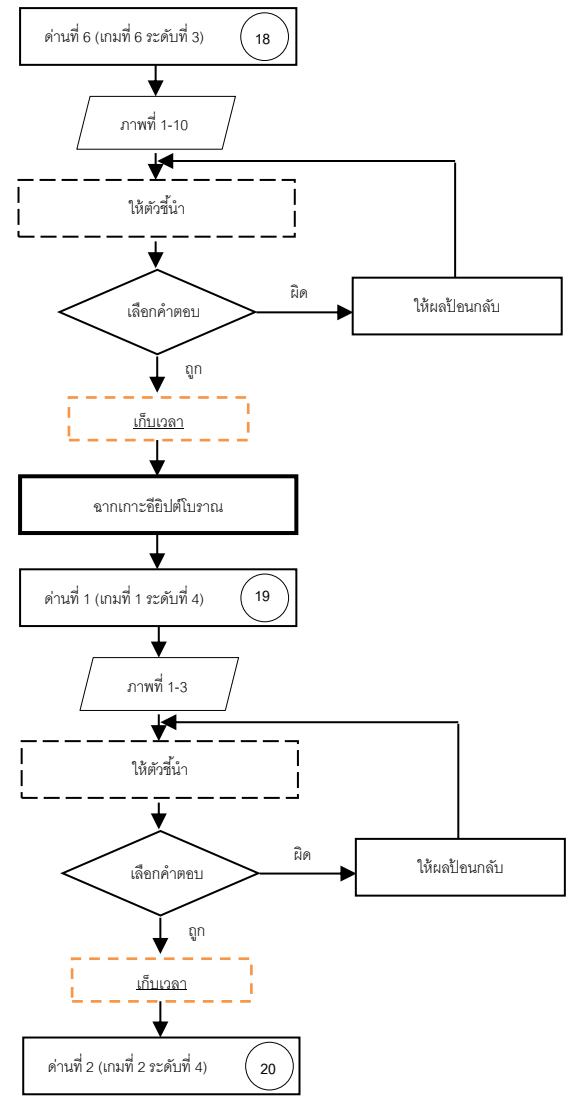 ด่านที่ 6 (เกมที่ 6 ระดับที่ 3) 18
ภาพที่ 1-10
ให้ตัวชี้นำ
เลือกคำตอบ
ผิด
ให้ผลป้อนกลับ
ถูก
เก็บเวลา
ฉากเกาะอียิปต์โบราณ
ด่านที่ 1 (เกมที่ 1 ระดับที่ 4) 19
ภาพที่ 1-3
ให้ตัวชี้นำ
เลือกคำตอบ
ผิด
ให้ผลป้อนกลับ
ถูก
เก็บเวลา
ด่านที่ 2 (เกมที่ 2 ระดับที่ 4) 20